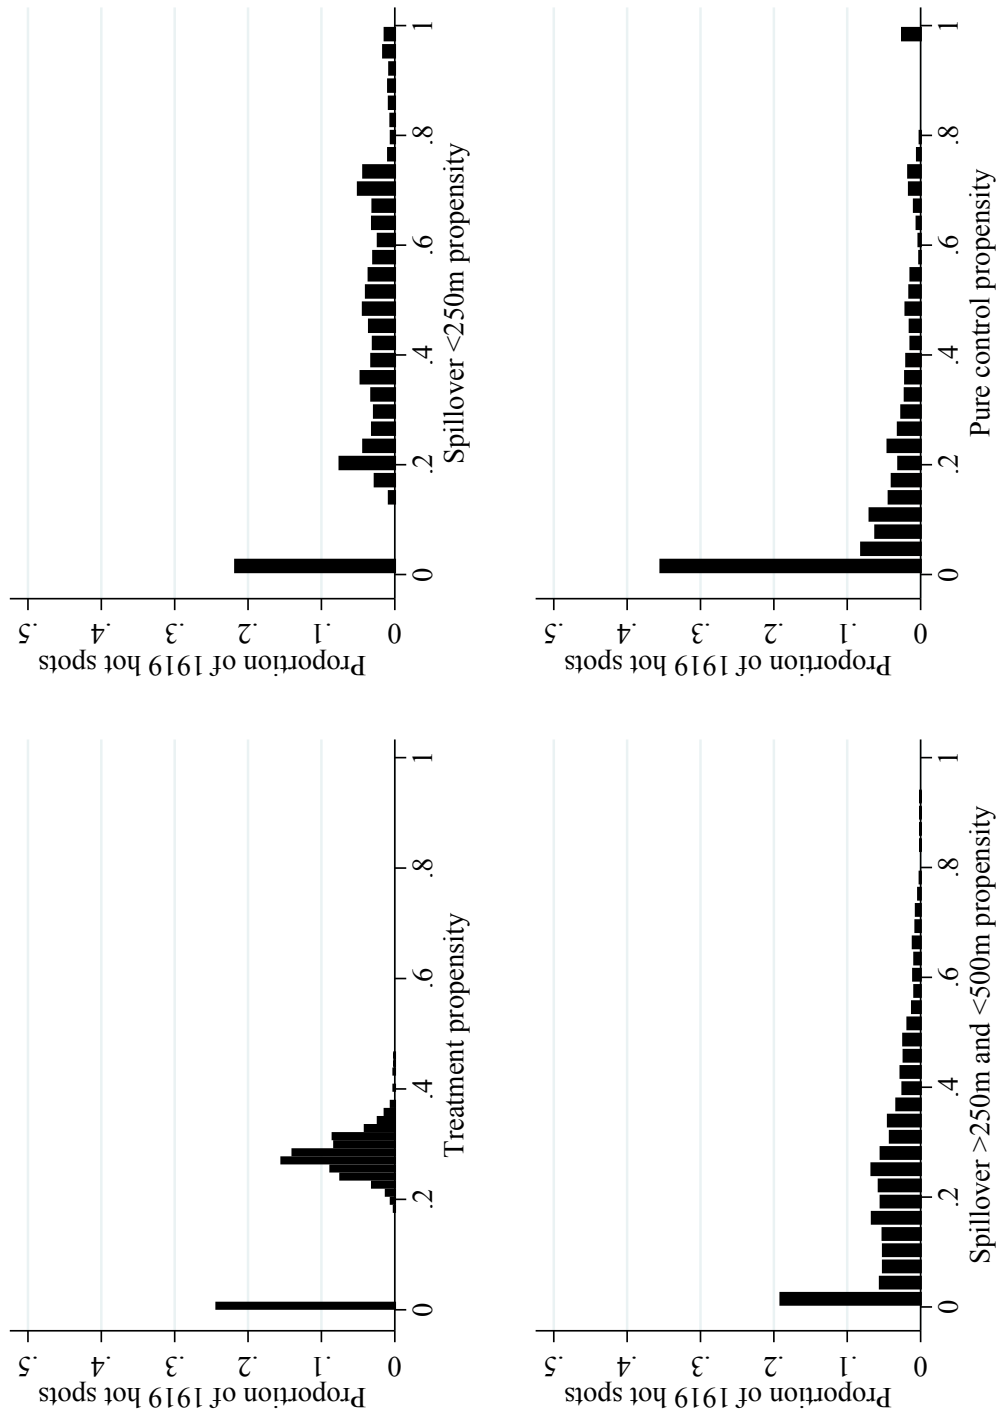 Proportion of 1919 hot spots
.5
.4
.3
.2
.1
0
0 .2 .4 .6 .8 1
Treatment propensity
Proportion of 1919 hot spots
.5
.4
.3
.2
.1
0
0 .2 .4 .6 .8 1
Spillover <250m propensity
Proportion of 1919 hot spots
.5
.4
.3
.2
.1
0
0 .2 .4 .6 .8 1
Spillover >250m and <500m propensity
Proportion of 1919 hot spots
.5
.4
.3
.2
.1
0
0 .2 .4 .6 .8 1
Pure control propensity